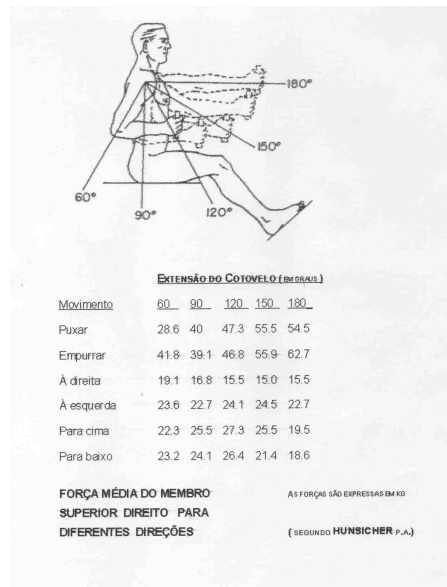 180º
150º
60º
90º
120º
EXTENSÃO DO COTOVELO (EM GRAUS.)
Movimento 60 90 120 150 180
Puxar 28.6 40 47.3 55.5 54.5
Empurrar 41.8 39.1 46.8 55.9 62.7
À direita 19.1 16.8 15.5 15.0 15.5
À esquerda 23.6 22.7 24.1 24.5 22.7
Para cima 22.3 25.5 27.3 25.5 19.5
Para baixo 23.2 24.1 26.4 21.4 18.6
FORÇA MÉDIA DO MEMBRO AS FORÇAS SÃO EXPRESSAS EM KG
SUPERIOR DIREITO PARA
DIFERENTES DIREÇÕES ( SEGUNDO HUNSICHER P.A.)